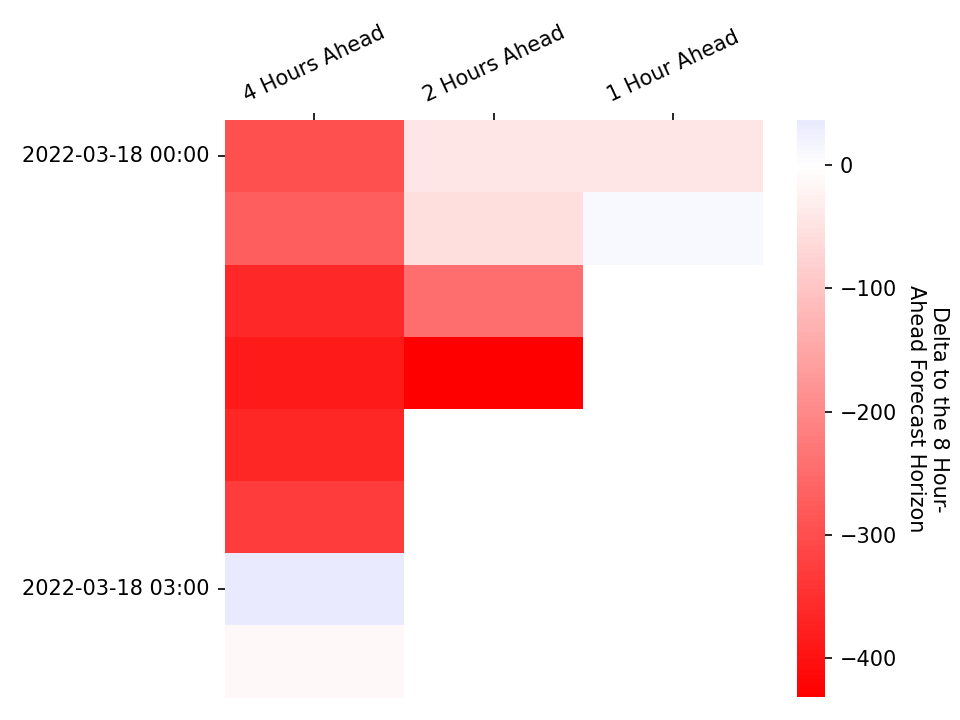 4 Hours Ahead
2 Hours Ahead
1 Hour Ahead
2022-03-18 00:00
2022-03-18 03:00
0
−100
−200
−300
−400
Delta to the 8 Hour-
Ahead Forecast Horizon